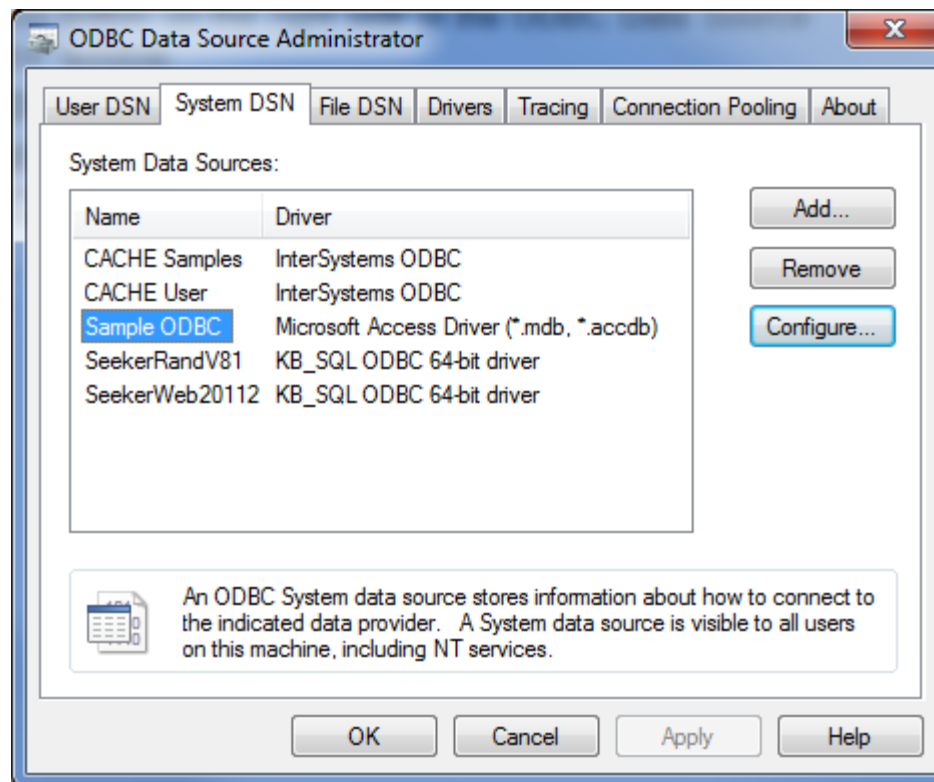 ODBC Data Source Administrator
User DSN System DSN File DSN Drivers Tracing Connection Pooling About
System Data Sources:
Name Driver
CACHE Samples InterSystems ODBC
CACHE User InterSystems ODBC
Sample ODBC Microsoft Access Driver (*.mdb, *.accdb)
SeekerRandV81 KB_SQL ODBC 64-bit driver
SeekerWeb20112 KB_SQL ODBC 64-bit driver
Add...
Remove
Configure...
An ODBC System data source stores information about how to connect to
the indicated data provider. A System data source is visible to all users
on this machine, including NT services.
OK Cancel Apply Help